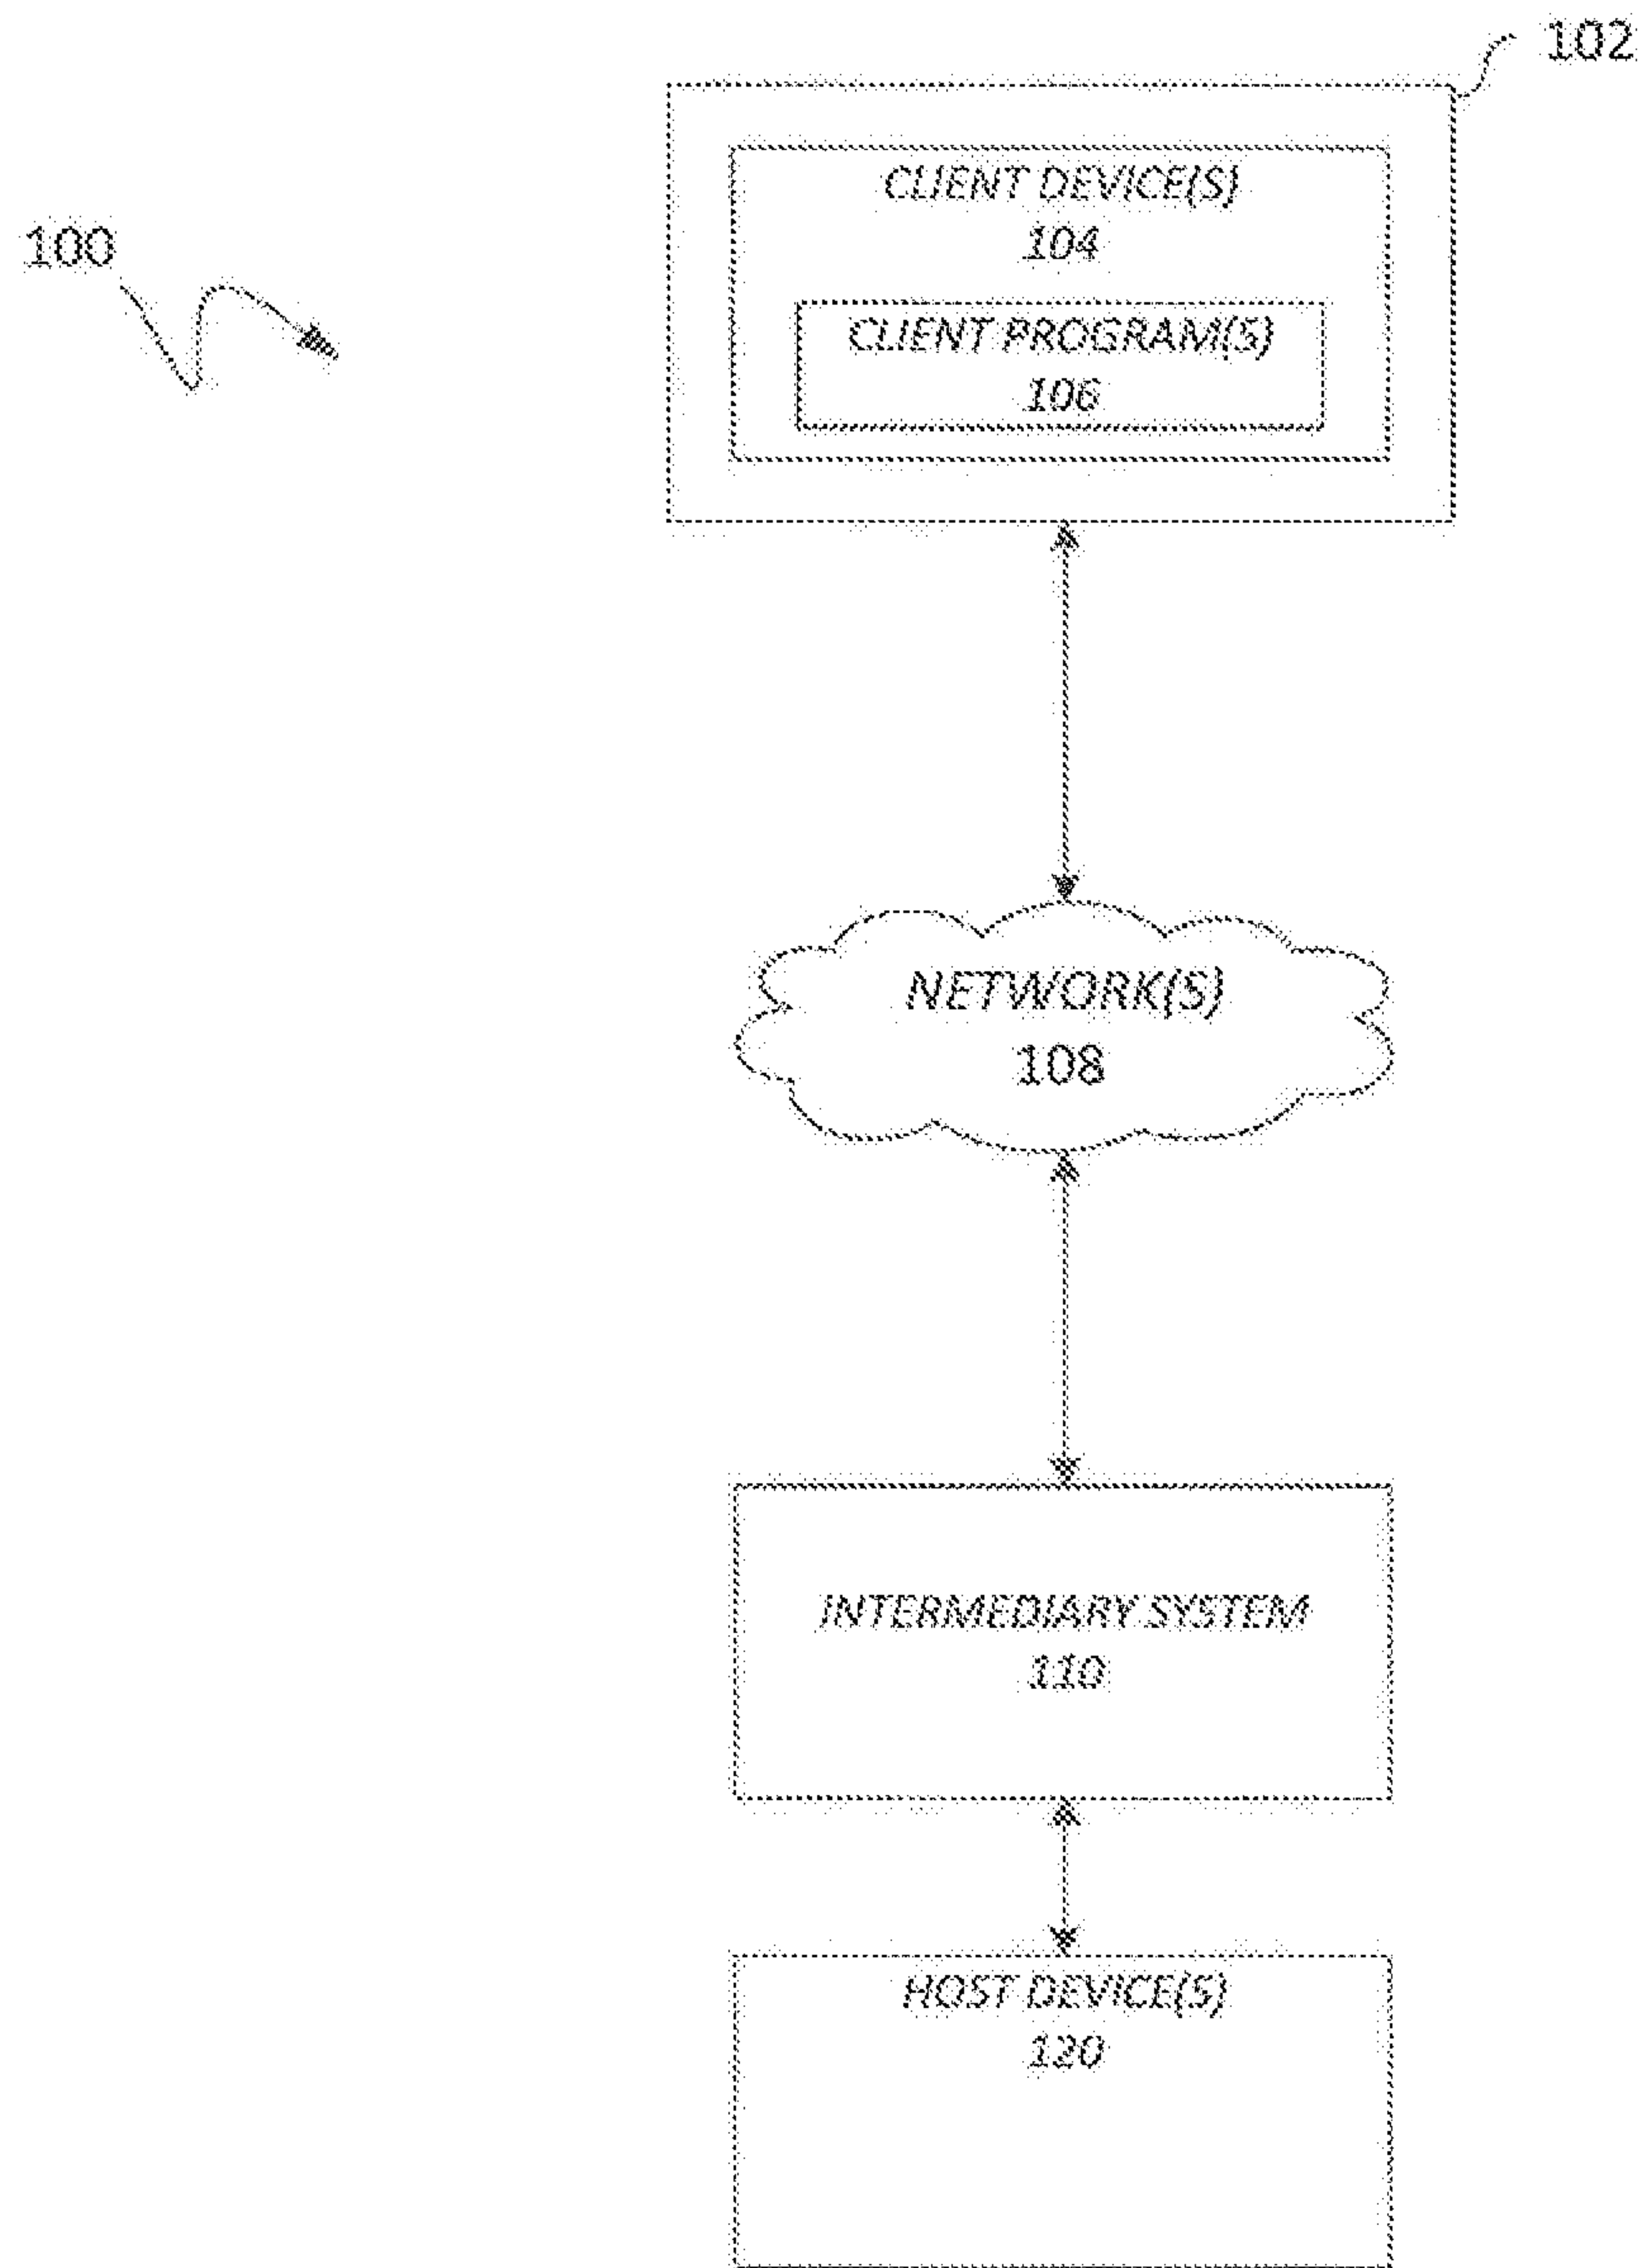 102
CLIENT DEVICE(S)
104
100
CLIENT PROGRAM(S)
106
NETWORK(S)
108
INTERMEDIARY SYSTEM
110
HOST DEVICE(S)
120